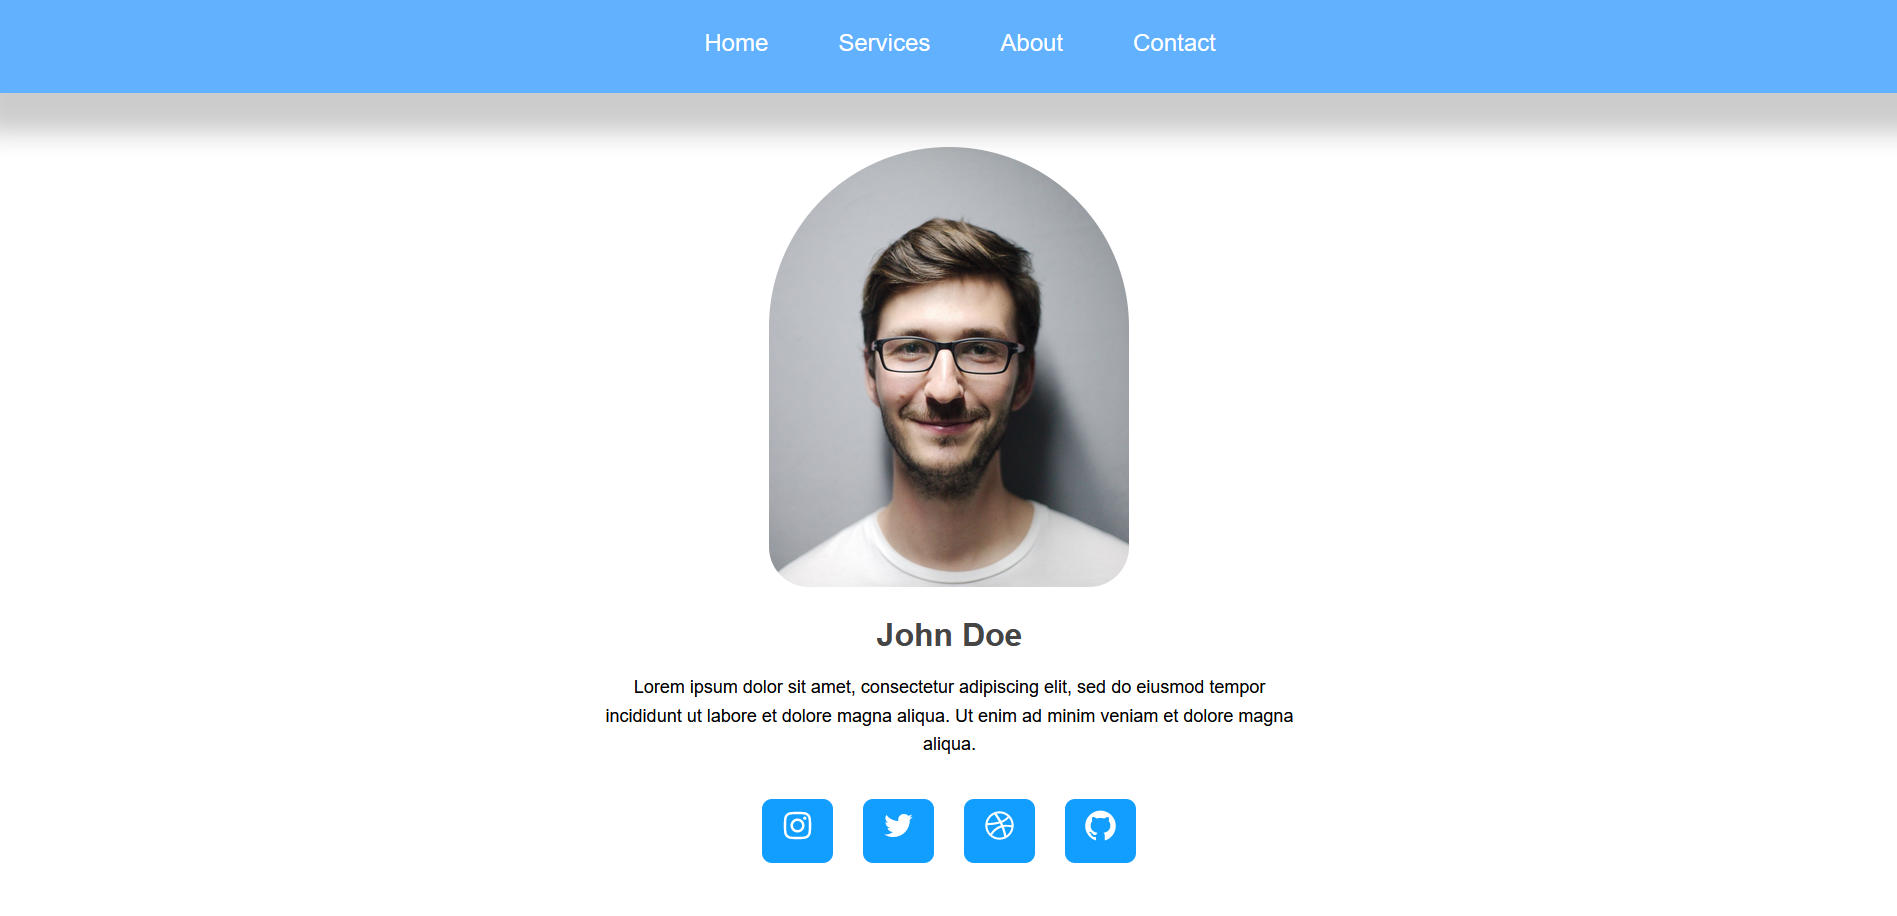 Home Services About Contact
John Doe
Lorem ipsum dolor sit amet, consectetur adipiscing elit, sed do eiusmod tempor
incididunt ut labore et dolore magna aliqua. Ut enim ad minim veniam et dolore magna
aliqua.